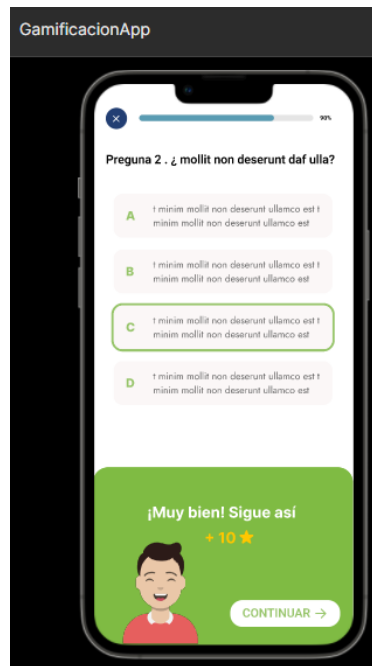 GamificacionApp
98%
Preguna 2 . ¿ mollit non deserunt daf ulla?
A
t minim mollit non deserunt ullamco est t
minim mollit non deserunt ullamco est
B
t minim mollit non deserunt ullamco est t
minim mollit non deserunt ullamco est
C
t minim mollit non deserunt ullamco est t
minim mollit non deserunt ullamco est
D
t minim mollit non deserunt ullamco est t
minim mollit non deserunt ullamco est
¡Muy bien! Sigue así
+ 10
CONTINUAR →